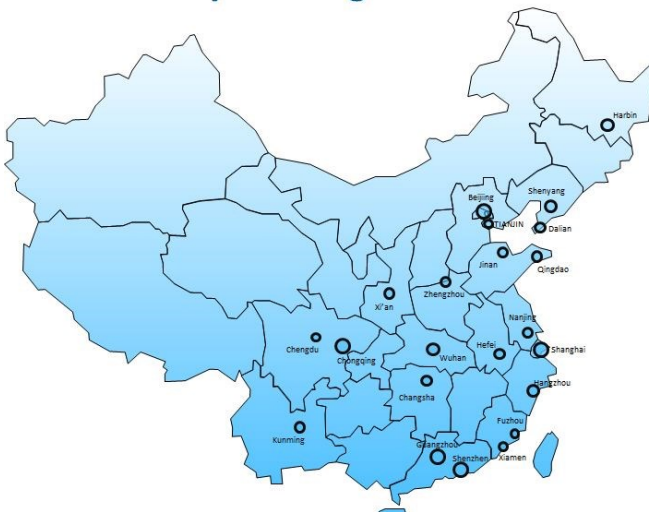 Harbin
Shenyang
Beijing
TIANJIN
Dalian
Jinan
Qingdao
Zhengzhou
Xi'an
Nanjing
Chengdu
Chongqing
Wuhan
Hefei
Shanghai
Changsha
Hangzhou
Fuzhou
Kunming
Guangzhou
Shenzhen
Xiamen